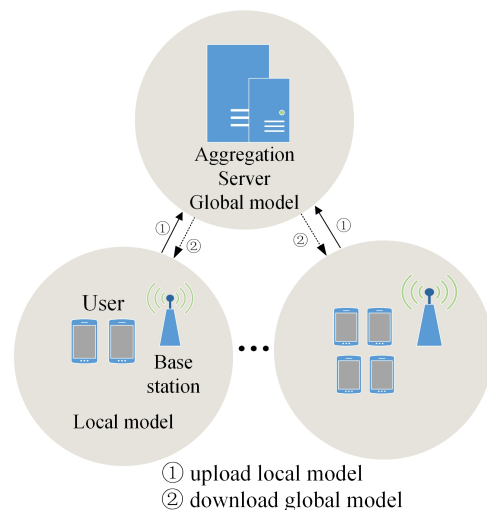 Aggregation
Server
Global model
①
②
②
①
User
Base
station
Local model
① upload local model
② download global model